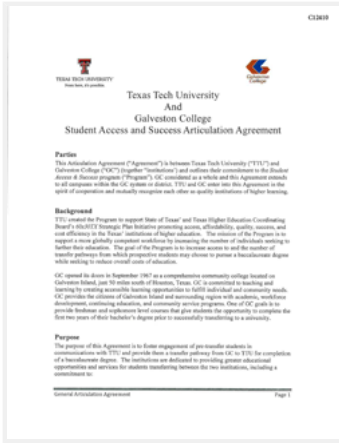 C12610
TEXAS TECH UNIVERSITY
From here, it's possible.
Galveston
College
Texas Tech University
And
Galveston College
Student Access and Success Articulation Agreement
Parties
This Articulation Agreement ("Agreement") is between Texas Tech University ("TTU") and
Galveston College ("GC") (together "institutions") and outlines their commitment to the Student
Access & Success program ("Program"). GC considered as a whole and this Agreement extends
to all campuses within the GC system or district. TTU and GC enter into this Agreement in the
spirit of cooperation and mutually recognize each other as quality institutions of higher learning.
Background
TTU created the Program to support State of Texas' and Texas Higher Education Coordinating
Board's 60x30TX Strategic Plan Initiative promoting access, affordability, quality, success, and
cost efficiency in the Texas' institutions of higher education. The mission of the Program is to
support a more globally competent workforce by increasing the number of individuals seeking to
further their education. The goal of the Program is to increase access to and the number of
transfer pathways from which prospective students may choose to pursue a baccalaureate degree
while seeking to reduce overall costs of education.
GC opened its doors in September 1967 as a comprehensive community college located on
Galveston Island, just 50 miles south of Houston, Texas. GC is committed to teaching and
learning by creating accessible learning opportunities to fulfill individual and community needs.
GC provides the citizens of Galveston Island and surrounding region with academic, workforce
development, continuing education, and community service programs. One of GC goals is to
provide freshman and sophomore level courses that give students the opportunity to complete the
first two years of their bachelor's degree prior to successfully transferring to a university.
Purpose
The purpose of this Agreement is to foster engagement of pre-transfer students in
communications with TTU and provide them a transfer pathway from GC to TTU for completion
of a baccalaureate degree. The institutions are dedicated to providing greater educational
opportunities and services for students transferring between the two institutions, including a
commitment to:
General Articulation Agreement
Page 1